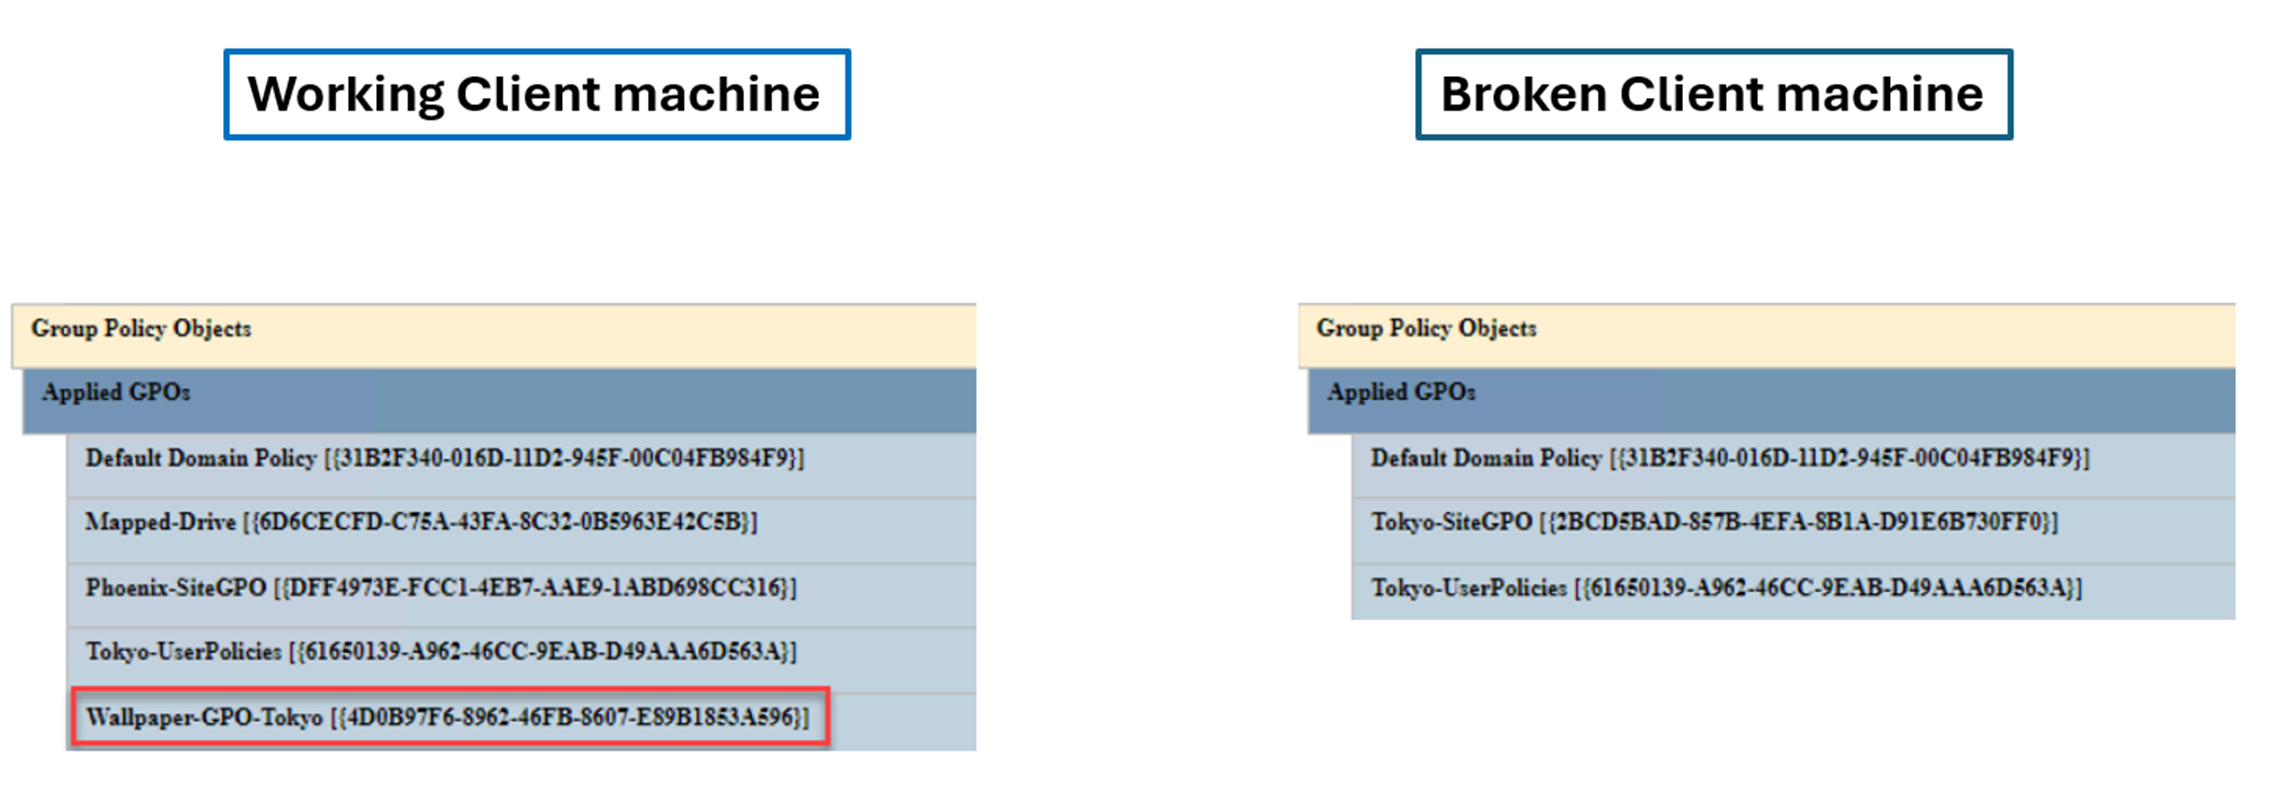 Working Client machine
Broken Client machine
Group Policy Objects
Applied GPOs
Default Domain Policy [{31B2F340-016D-11D2-945F-00C04FB984F9}]
Mapped-Drive [{6D6CECFD-C75A-43FA-8C32-0B5963E42C5B}]
Phoenix-SiteGPO [{DFF4973E-FCC1-4EB7-AAE9-1ABD698CC316}]
Tokyo-UserPolicies [{61650139-A962-46CC-9EAB-D49AAA6D563A}]
Wallpaper-GPO-Tokyo [{4D0B97F6-8962-46FB-8607-E89B1853A596}]
Group Policy Objects
Applied GPOs
Default Domain Policy [{31B2F340-016D-11D2-945F-00C04FB984F9}]
Tokyo-SiteGPO [{2BCD5BAD-857B-4EFA-8B1A-D91E6B730FF0}]
Tokyo-UserPolicies [{61650139-A962-46CC-9EAB-D49AAA6D563A}]